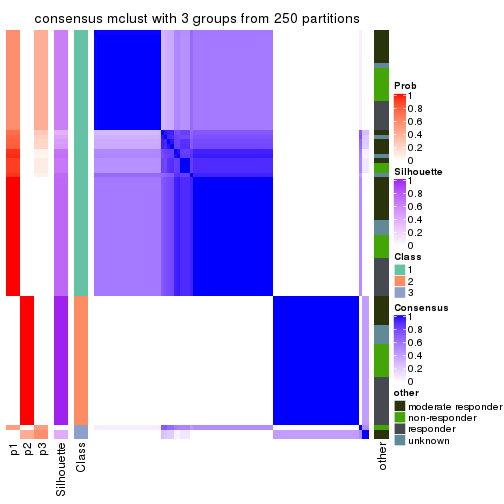 consensus mclust with 3 groups from 250 partitions
Prob
1
0.8
0.6
0.4
0.2
0
Silhouette
1
0.8
0.6
0.4
0.2
0
Class
1
2
3
Consensus
1
0.8
0.6
0.4
0.2
0
other
moderate responder
non-responder
responder
unknown
p1
p2
p3
Silhouette
Class
other